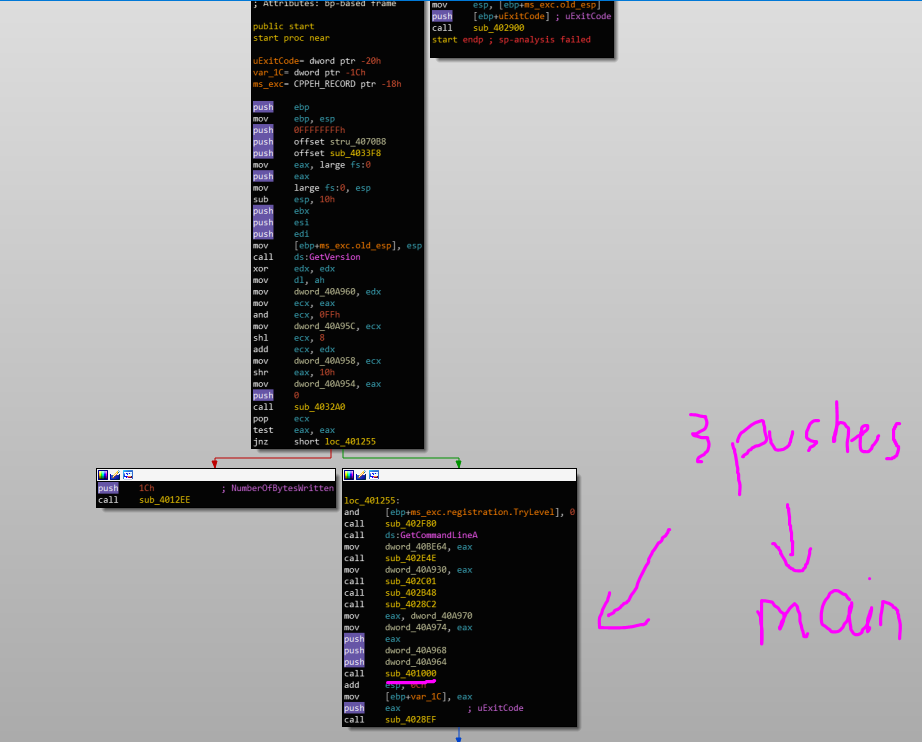 ; Attributes: bp-based frame
public start
start proc near
uExitCode= dword ptr -20h
var_1C= dword ptr -1Ch
ms_exc= CPPEH_RECORD ptr -18h
push ebp
mov ebp, esp
push 0FFFFFFFFh
push offset stru_4070B8
push offset sub_4033F8
mov eax, large fs:0
push eax
mov large fs:0, esp
sub esp, 10h
push ebx
push esi
push edi
mov [ebp+ms_exc.old_esp], esp
call ds:GetVersion
xor edx, edx
mov dl, ah
mov dword_40A960, edx
mov ecx, eax
and ecx, 0FFh
mov dword_40A95C, ecx
shl ecx, 8
add ecx, edx
mov dword_40A958, ecx
shr eax, 10h
mov dword_40A954, eax
push 0
call sub_4032A0
pop ecx
test eax, eax
jnz short loc_401255
mov esp, [ebp+ms_exc.old_esp]
push [ebp+uExitCode] ; uExitCode
call sub_402900
start endp ; sp-analysis failed
push 1Ch ; NumberOfBytesWritten
call sub_4012EE
loc_401255:
and [ebp+ms_exc.registration.TryLevel], 0
call sub_402F80
call ds:GetCommandLineA
mov dword_40BE64, eax
call sub_402E4E
mov dword_40A930, eax
call sub_402C01
call sub_402B48
call sub_4028C2
mov eax, dword_40A970
mov dword_40A974, eax
push eax
push dword_40A968
push dword_40A964
call sub_401000
add esp, 0Ch
mov [ebp+var_1C], eax
push eax ; uExitCode
call sub_4028EF
3 pushes
main